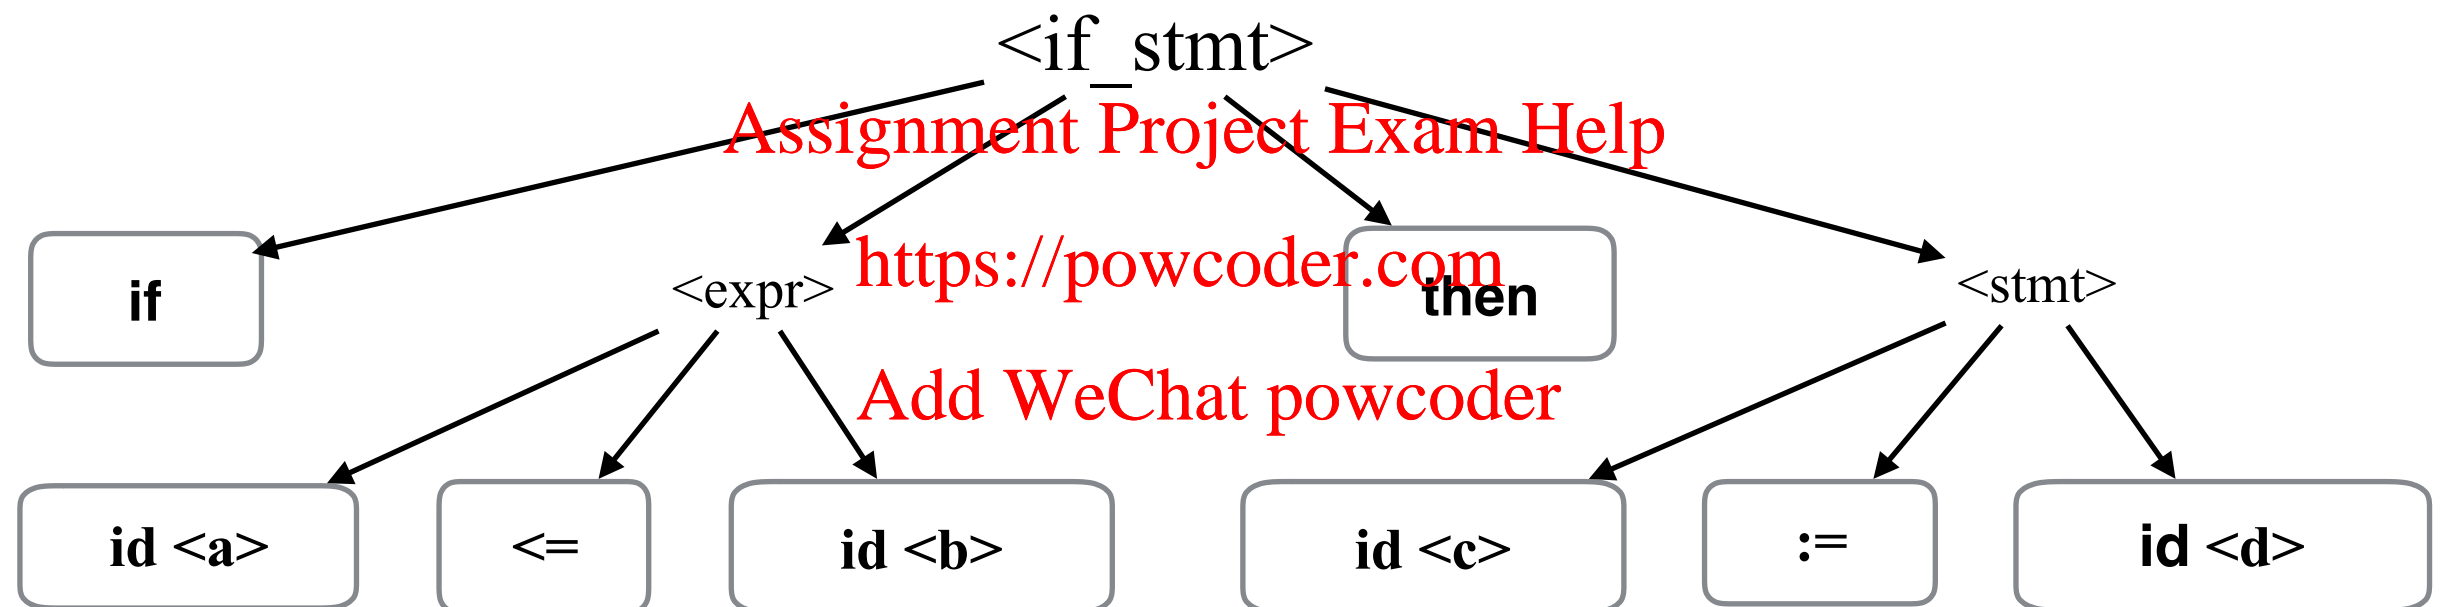 <if_stmt>
Assignment Project Exam Help
if
<expr>
https://powcoder.com
then
<stmt>
Add WeChat powcoder
id <a>
<=
id <b>
id <c>
:=
id <d>